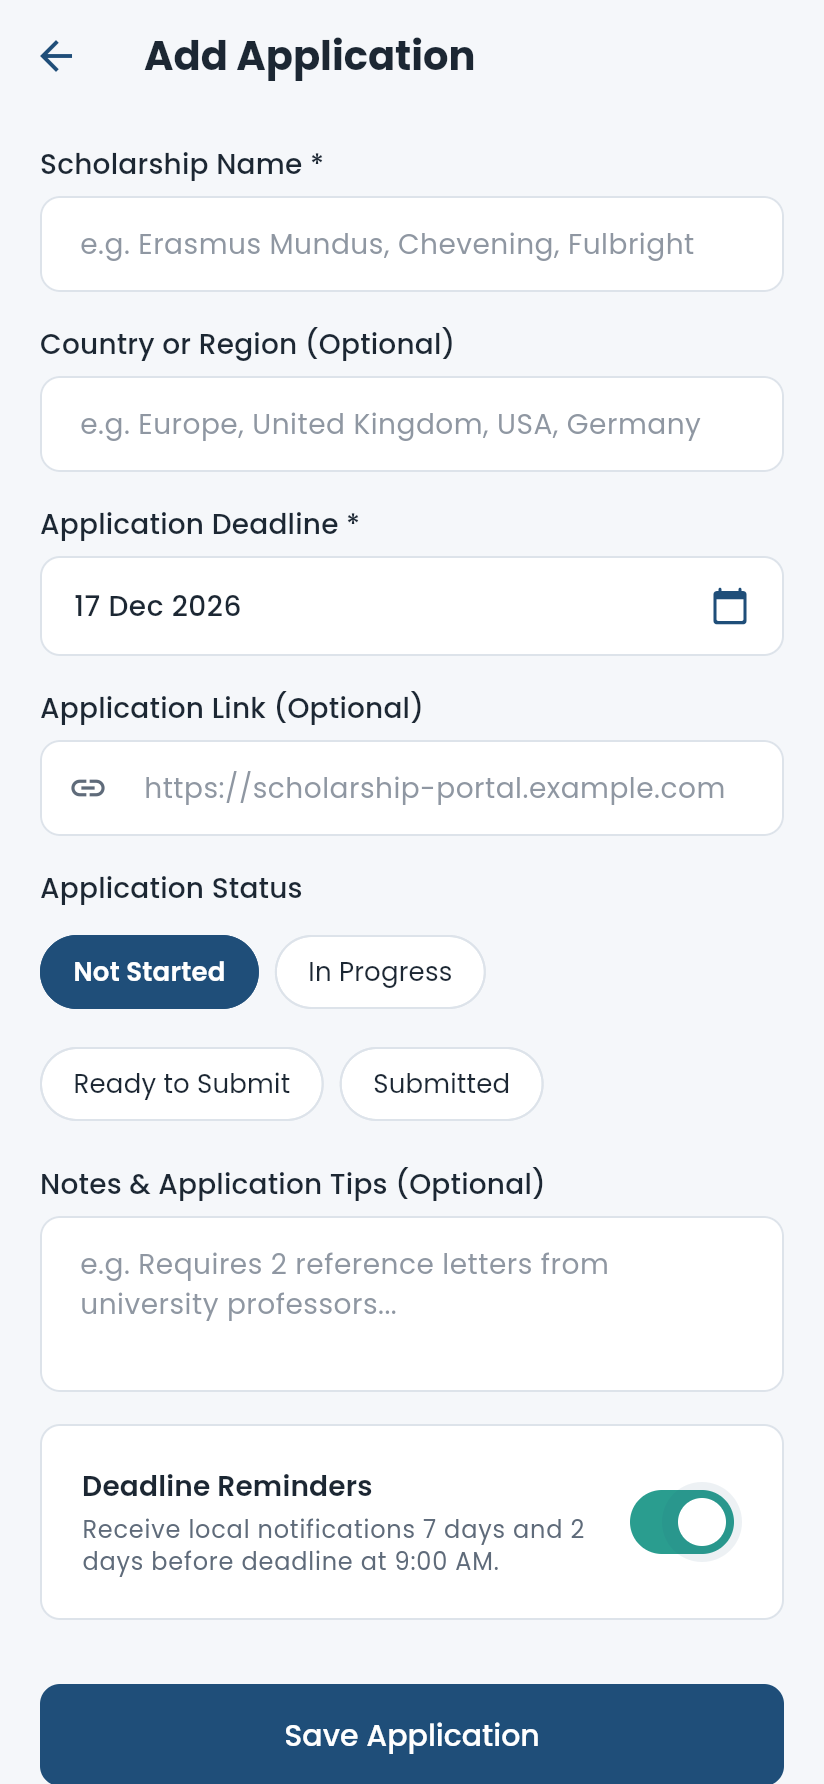 Add Application
Scholarship Name *
e.g. Erasmus Mundus, Chevening, Fulbright
Country or Region (Optional)
e.g. Europe, United Kingdom, USA, Germany
Application Deadline *
17 Dec 2026
Application Link (Optional)
https://scholarship-portal.example.com
Application Status
Not Started
In Progress
Ready to Submit
Submitted
Notes & Application Tips (Optional)
e.g. Requires 2 reference letters from
university professors...
Deadline Reminders
Receive local notifications 7 days and 2
days before deadline at 9:00 AM.
Save Application